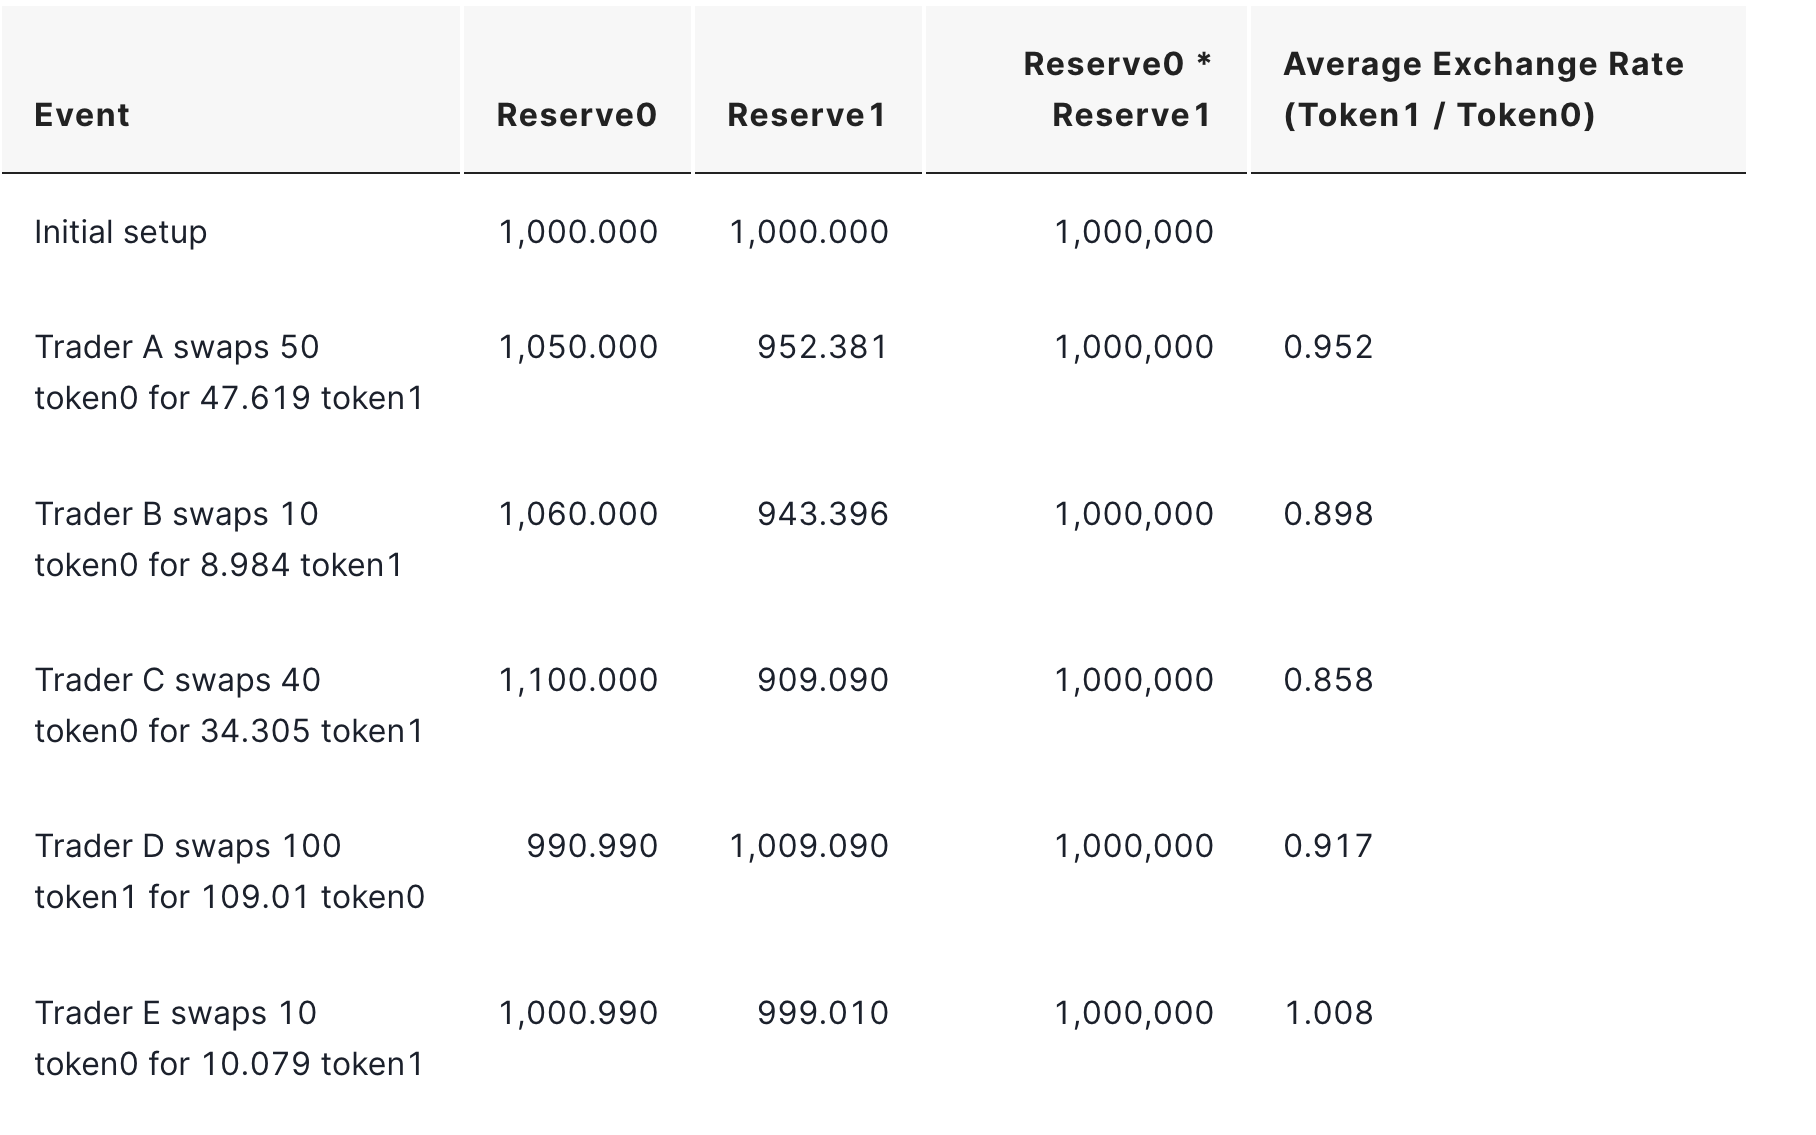 Event
Reserve0
Reserve1
Reserve0 *
Reserve1
Average Exchange Rate
(Token1 / Token0)
Initial setup 1,000.000 1,000.000 1,000,000
Trader A swaps 50 1,050.000 952.381 1,000,000 0.952
token0 for 47.619 token1
Trader B swaps 10 1,060.000 943.396 1,000,000 0.898
token0 for 8.984 token1
Trader C swaps 40 1,100.000 909.090 1,000,000 0.858
token0 for 34.305 token1
Trader D swaps 100 990.990 1,009.090 1,000,000 0.917
token1 for 109.01 token0
Trader E swaps 10 1,000.990 999.010 1,000,000 1.008
token0 for 10.079 token1